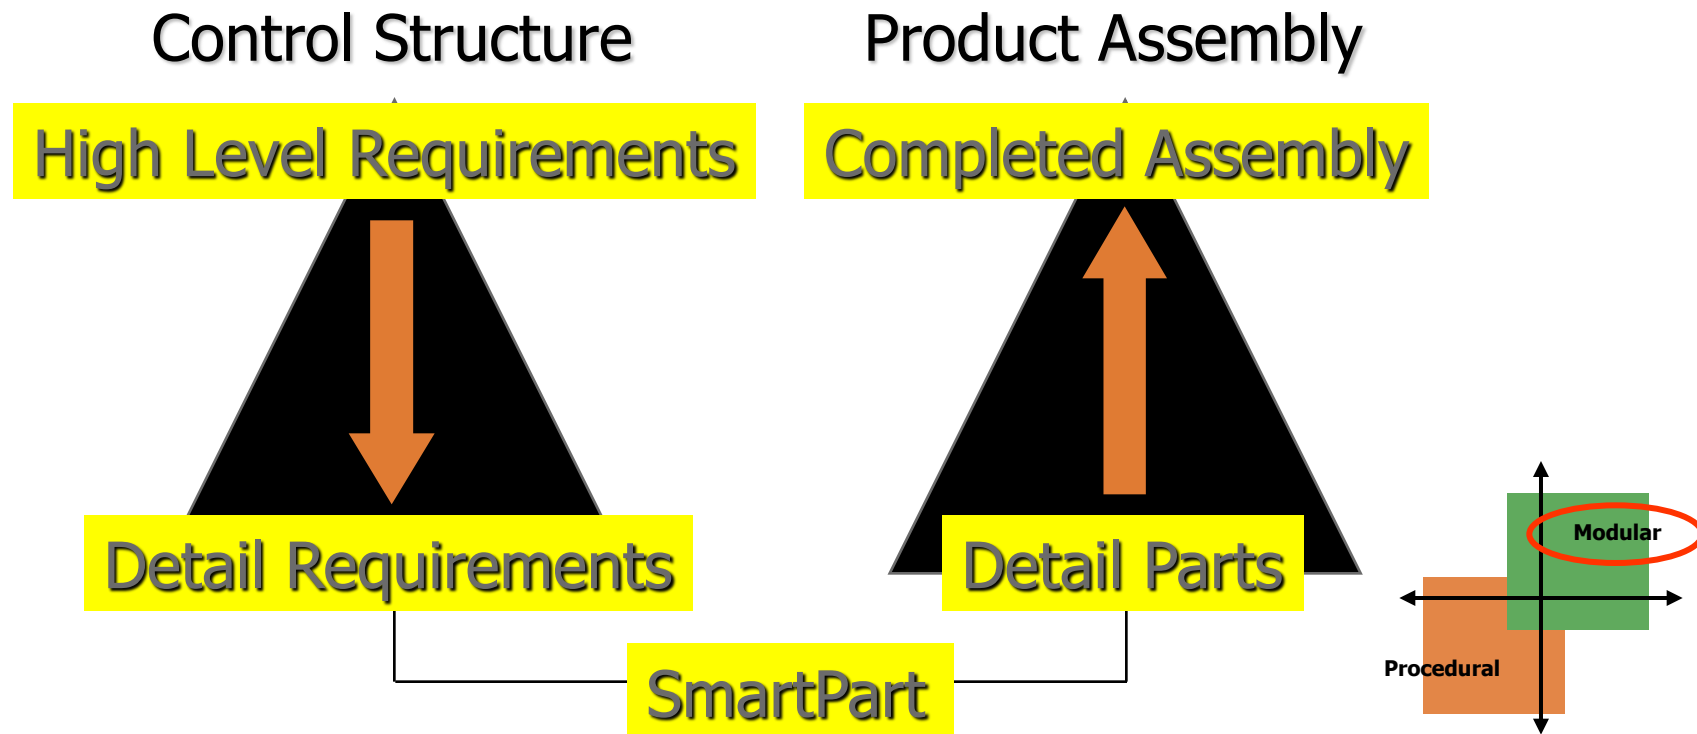 Control Structure
Product Assembly
High Level Requirements
Completed Assembly
Detail Requirements
Detail Parts
SmartPart
Modular
Procedural